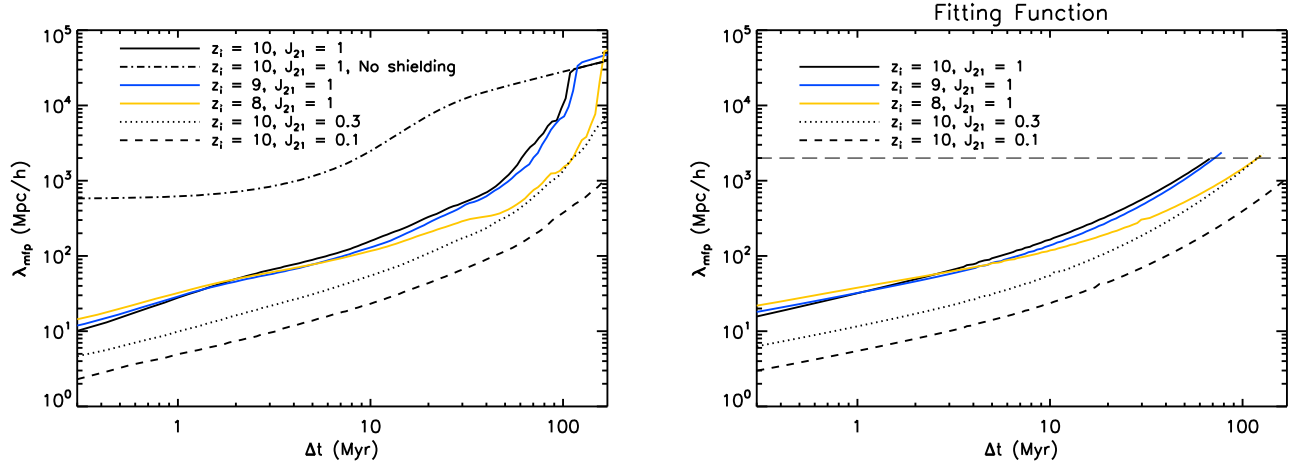 10⁵
10⁴
10³
10²
10¹
10⁰
λmfp (Mpc/h)
zi = 10, J21 = 1
zi = 10, J21 = 1, No shielding
zi = 9, J21 = 1
zi = 8, J21 = 1
zi = 10, J21 = 0.3
zi = 10, J21 = 0.1
1
10
100
Δt (Myr)
Fitting Function
10⁵
10⁴
10³
10²
10¹
10⁰
λmfp (Mpc/h)
zi = 10, J21 = 1
zi = 9, J21 = 1
zi = 8, J21 = 1
zi = 10, J21 = 0.3
zi = 10, J21 = 0.1
1
10
100
Δt (Myr)